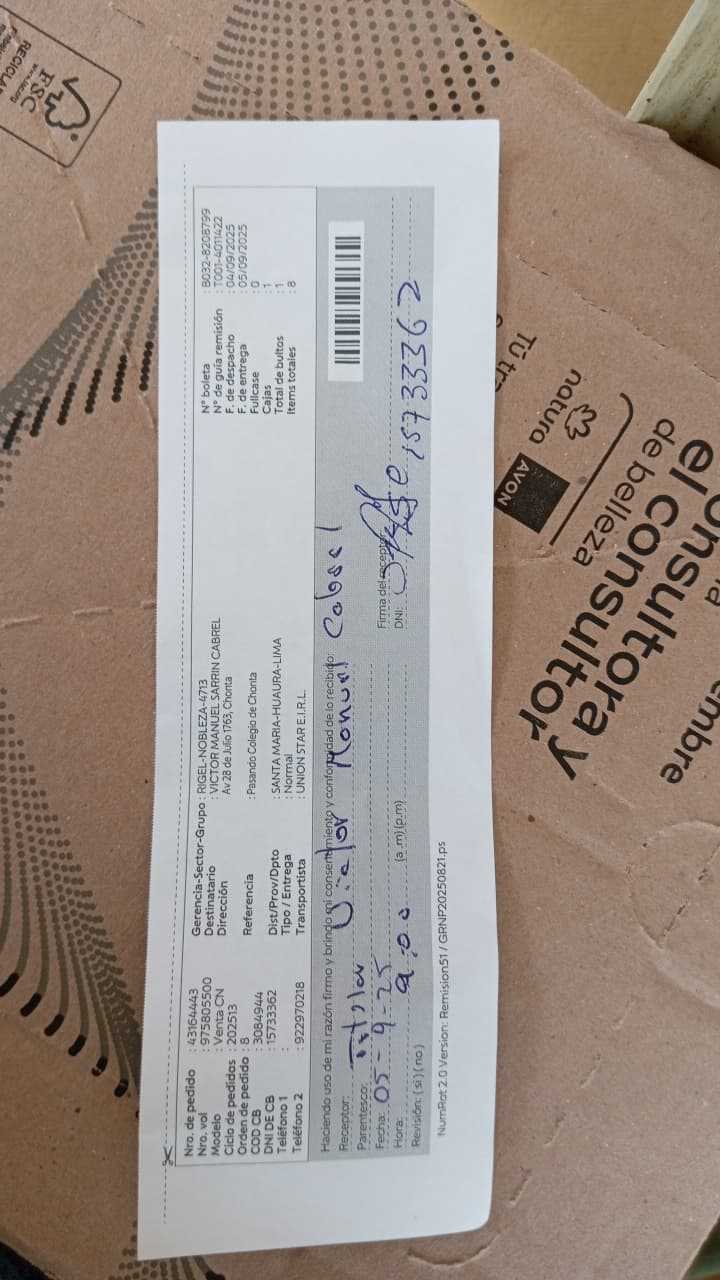 Nro. de pedido : 43164443
Nro. vol : 975805500
Modelo : Venta CN
Ciclo de pedidos : 202513
Orden de pedido : 8
COD CB : 3084944
DNI DE CB : 15733362
Teléfono 1 :
Teléfono 2 : 922970218
Gerencia-Sector-Grupo : RIGEL-NOBLEZA-4713
Destinatario : VICTOR MANUEL SARRIN CABREL
Dirección Av 28 de Julio 1763, Chonta
Referencia : Pasando Colegio de Chonta
Dist/Prov/Dpto : SANTA MARIA-HUAURA-LIMA
Tipo / Entrega : Normal
Transportista : UNION STAR E.I.R.L.
N° boleta : B032-8208799
N° de guía remisión : T001-4011422
F. de despacho : 04/09/2025
F. de entrega : 05/09/2025
Fullcase : 0
Cajas : 1
Total de bultos : 1
Items totales : 8
Haciendo uso de mi razón firmo y brindo mi consentimiento y conformidad de lo recibido:
Receptor:
Parentesco:
Fecha: 05-9-25
Hora: (a.m)(p.m)
Revisión: (si)(no)
Firma del receptor:
DNI: 15733362
NumRot 2.0 Version: Remision51 / GRNP20250821.ps
FSC
natura
AVON
el consultor
de belleza
onsultora y
consultor